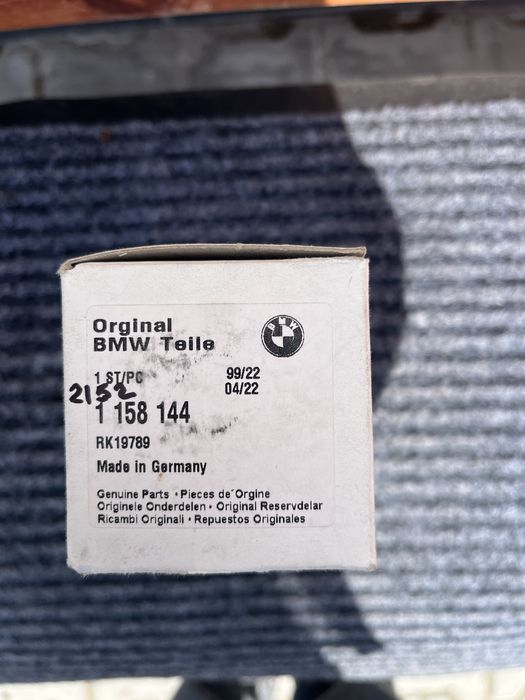 Orginal
BMW Teile
BMW
1 ST/PC 99/22
04/22
2152
1 158 144
RK19789
Made in Germany
Genuine Parts • Pieces de´Orgine
Originele Onderdelen • Original Reservdelar
Ricambi Originali • Repuestos Originales